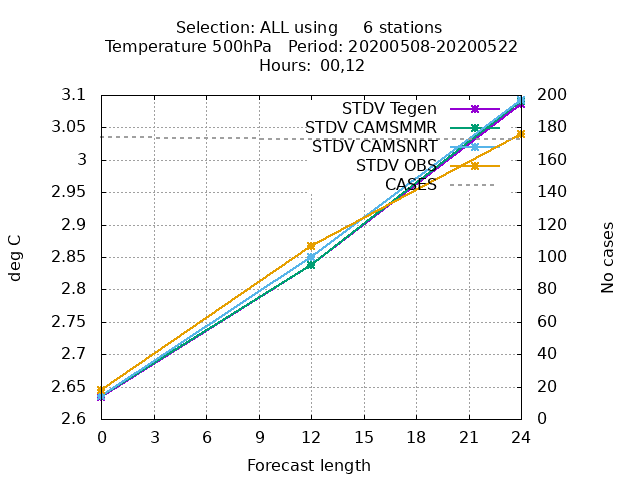 Selection: ALL using     6 stations
Temperature 500hPa   Period: 20200508-20200522
Hours: 00,12
3.1
3.05
3
2.95
2.9
2.85
2.8
2.75
2.7
2.65
2.6
deg C
STDV Tegen
STDV CAMSMMR
STDV CAMSNRT
STDV OBS
CASES
200
180
160
140
120
100
80
60
40
20
0
No cases
0 3 6 9 12 15 18 21 24
Forecast length